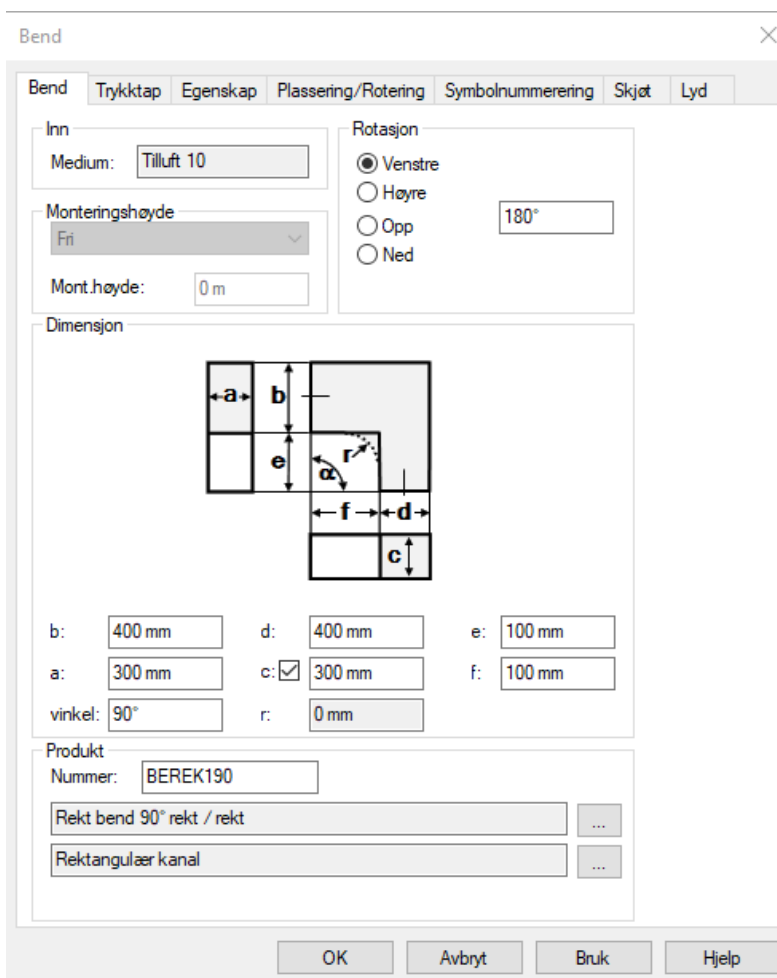 Bend
Bend Trykktap Egenskap Plassering/Rotering Symbolnummerering Skjøt Lyd
Inn
Medium: Tilluft 10
Monteringshøyde
Fri
Mont.høyde: 0 m
Rotasjon
Venstre
Høyre
Opp
Ned
180°
Dimensjon
a b
e r α
f d
c
b: 400 mm d: 400 mm e: 100 mm
a: 300 mm c: 300 mm f: 100 mm
vinkel: 90° r: 0 mm
Produkt
Nummer: BEREK190
Rekt bend 90° rekt / rekt ...
Rektangulær kanal ...
OK Avbryt Bruk Hjelp